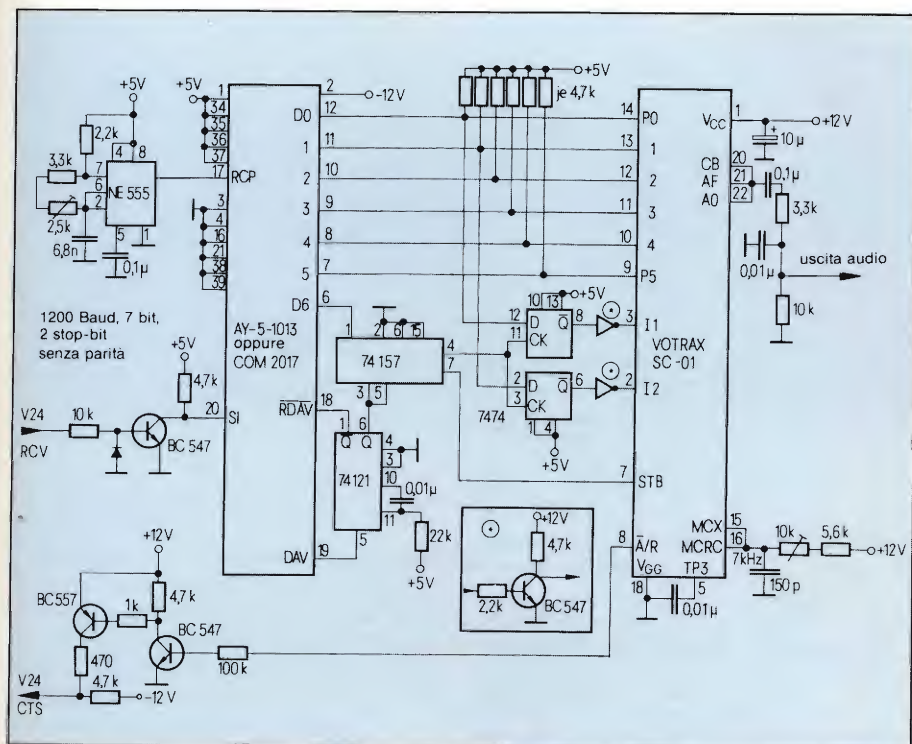 +5V
2,2k
3,3k
2,5k
6,8n
NE 555
4
8
7
6
2
5
1
0,1µ
1200 Baud, 7 bit,
2 stop-bit
senza parità
+5V
1
34
35
36
37
17
RCP
3
4
16
21
38
39
2
-12V
D0
12
1
11
2
10
3
9
4
8
5
7
D6
6
AY-5-1013
oppure
COM 2017
+5V
4,7k
V24
RCV
10k
BC 547
20
SI
RDAV
18
DAV
19
1
2
6
15
4
7
74 157
3
5
1
6
Q
Q
4
3
10
11
5
74121
0,01µ
22k
+5V
+5V
je 4,7k
10
13
+5V
12
D
Q
8
11
CK
2
D
Q
6
3
CK
7474
1
4
+5V
+12V
4,7k
2,2k
BC547
14
P0
13
1
12
2
11
3
10
4
9
P5
3
I1
2
I2
7
STB
8
A/R
VOTRAX
SC-01
VCC
1
+12V
10µ
CB
20
AF
21
A0
22
0,1µ
3,3k
0,01µ
uscita audio
10k
MCX
15
MCRC
16
7kHz
10k
5,6k
+12V
150p
VGG
18
TP3
5
0,01µ
+12V
BC557
1k
4,7k
BC 547
100k
470
V24
CTS
4,7k
-12V